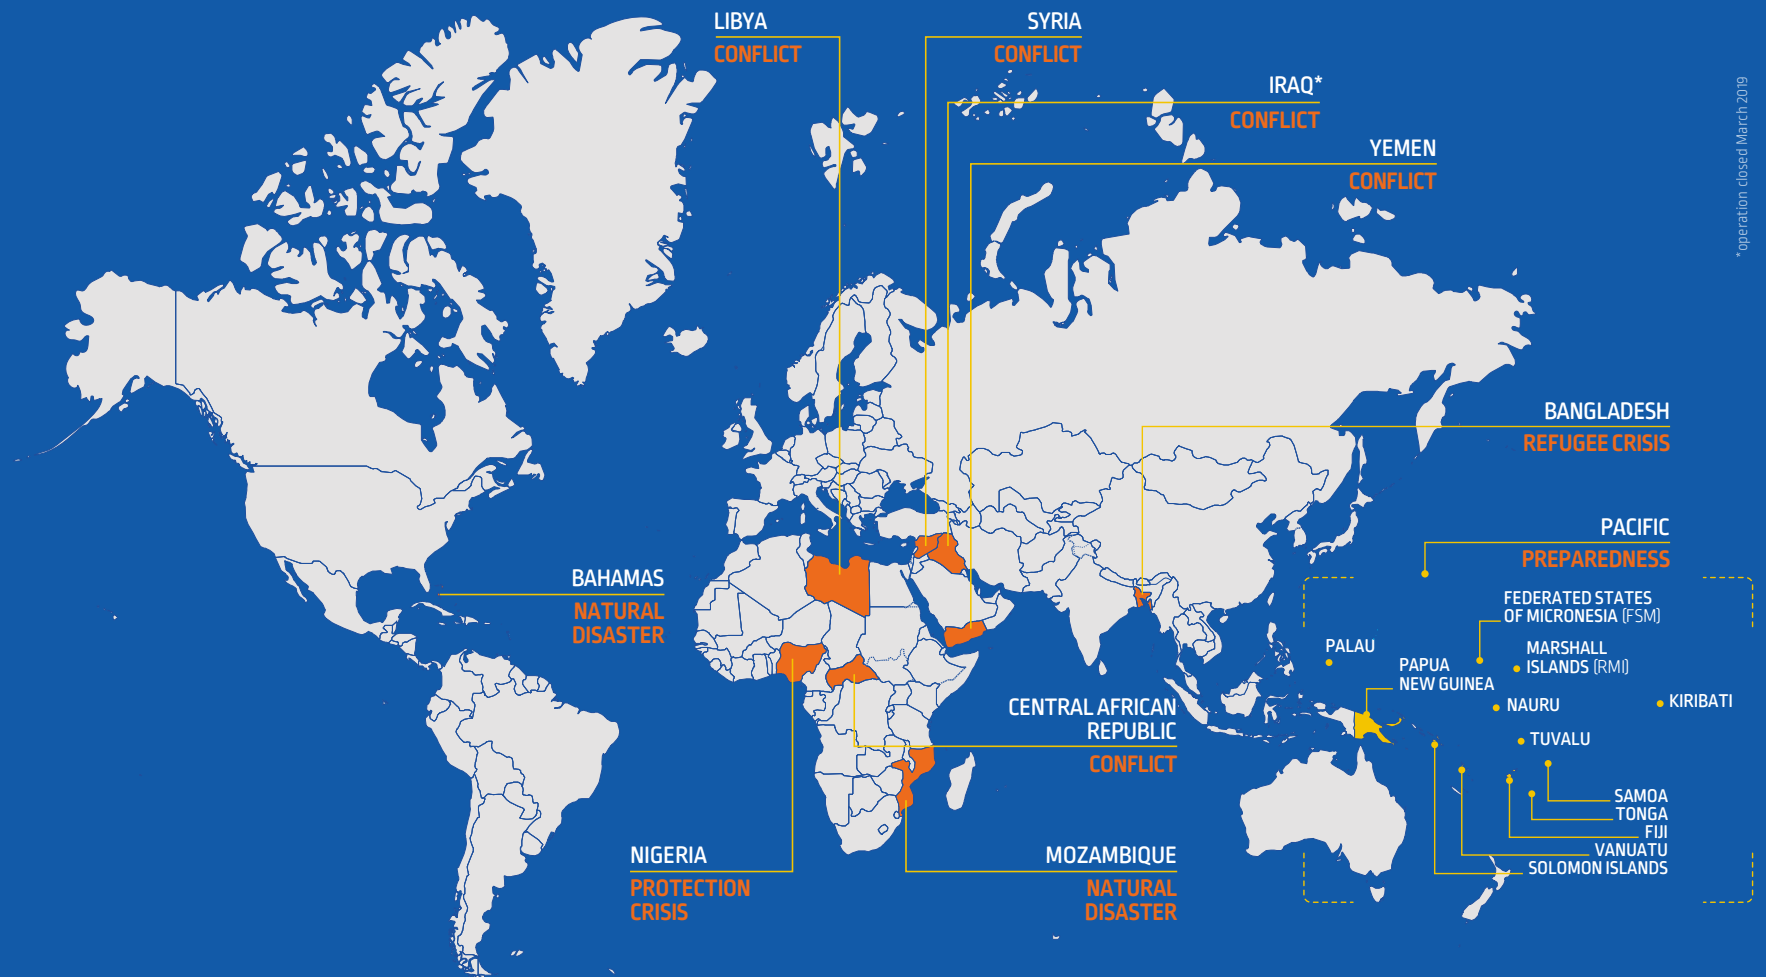 LIBYA
CONFLICT
SYRIA
CONFLICT
IRAQ*
CONFLICT
YEMEN
CONFLICT
*operation closed March 2019
BANGLADESH
REFUGEE CRISIS
PACIFIC
PREPAREDNESS
BAHAMAS
NATURAL
DISASTER
FEDERATED STATES
OF MICRONESIA (FSM)
PALAU
MARSHALL
ISLANDS (RMI)
PAPUA
NEW GUINEA
NAURU
KIRIBATI
TUVALU
CENTRAL AFRICAN
REPUBLIC
CONFLICT
SAMOA
TONGA
FIJI
VANUATU
SOLOMON ISLANDS
NIGERIA
PROTECTION
CRISIS
MOZAMBIQUE
NATURAL
DISASTER